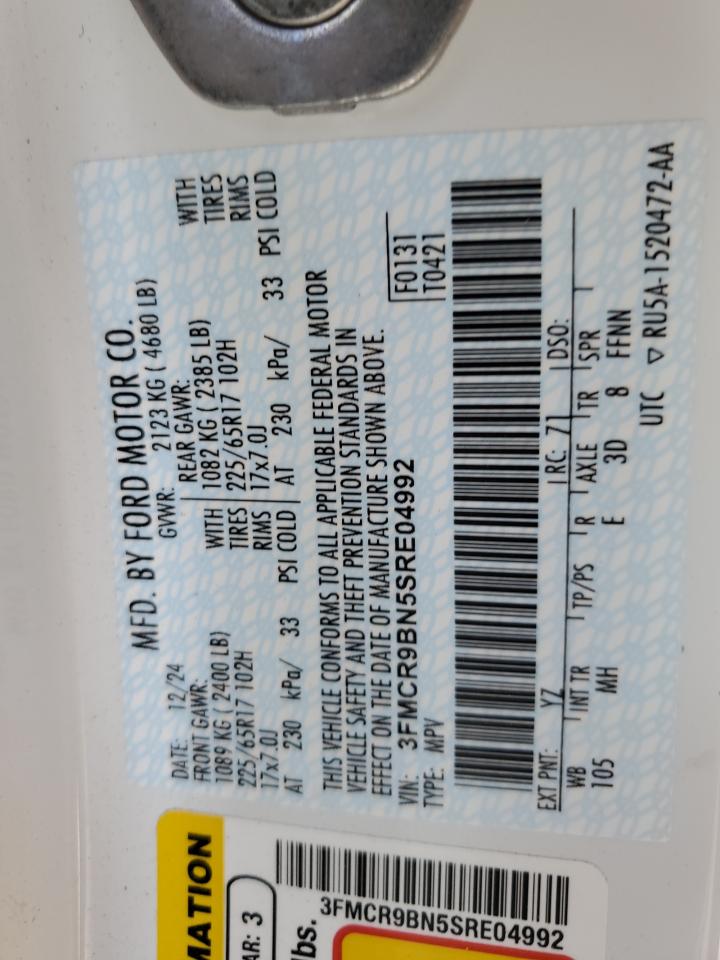 MFD. BY FORD MOTOR CO.
DATE: 12/24 GVWR: 2123 KG ( 4680 LB)
FRONT GAWR: REAR GAWR:
1089 KG ( 2400 LB) WITH 1082 KG ( 2385 LB) WITH
225/65R17 102H TIRES 225/65R17 102H TIRES
17x7.0J RIMS 17x7.0J RIMS
AT 230 kPa/ 33 PSI COLD AT 230 kPa/ 33 PSI COLD
THIS VEHICLE CONFORMS TO ALL APPLICABLE FEDERAL MOTOR
VEHICLE SAFETY AND THEFT PREVENTION STANDARDS IN
EFFECT ON THE DATE OF MANUFACTURE SHOWN ABOVE.
VIN: 3FMCR9BN5SRE04992 F0131
TYPE: MPV T0421
EXT PNT: YZ RC: 71 DSO:
WB INT TR TP/PS R AXLE TR SPR
105 MH E 3D 8 FFNN
UTC ▽ RU5A-1520472-AA
MATION
AR: 3
lbs.
3FMCR9BN5SRE04992